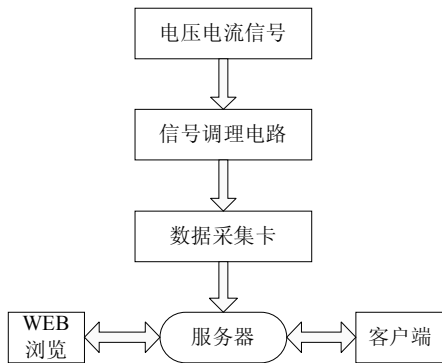 电压电流信号
信号调理电路
数据采集卡
WEB
浏览
服务器
客户端